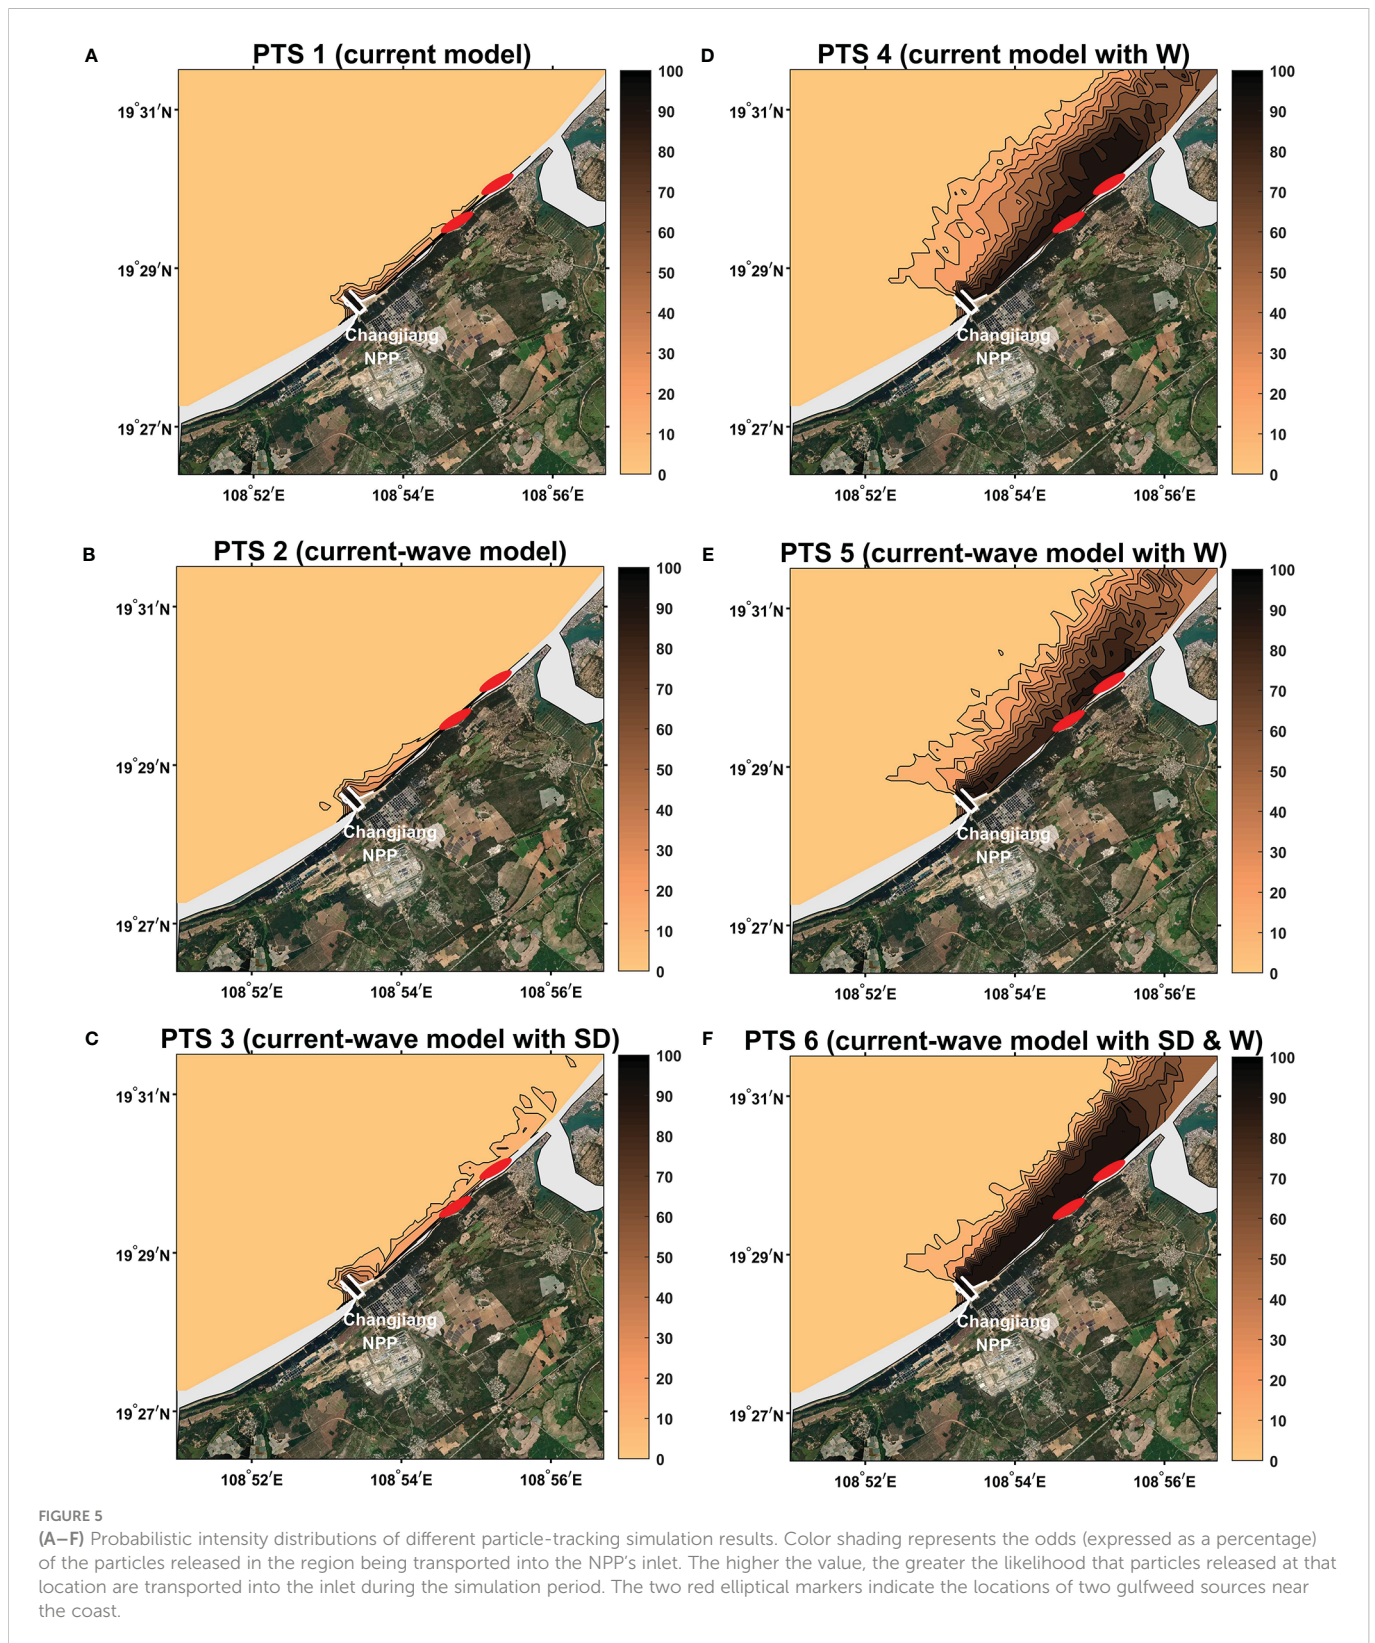 A
PTS 1 (current model)
19°31′N
19°29′N
19°27′N
108°52′E
108°54′E
108°56′E
Changjiang
NPP
100
90
80
70
60
50
40
30
20
10
0
D
PTS 4 (current model with W)
19°31′N
19°29′N
19°27′N
108°52′E
108°54′E
108°56′E
Changjiang
NPP
100
90
80
70
60
50
40
30
20
10
0
B
PTS 2 (current-wave model)
19°31′N
19°29′N
19°27′N
108°52′E
108°54′E
108°56′E
Changjiang
NPP
100
90
80
70
60
50
40
30
20
10
0
E
PTS 5 (current-wave model with W)
19°31′N
19°29′N
19°27′N
108°52′E
108°54′E
108°56′E
Changjiang
NPP
100
90
80
70
60
50
40
30
20
10
0
C
PTS 3 (current-wave model with SD)
19°31′N
19°29′N
19°27′N
108°52′E
108°54′E
108°56′E
Changjiang
NPP
100
90
80
70
60
50
40
30
20
10
0
F
PTS 6 (current-wave model with SD & W)
19°31′N
19°29′N
19°27′N
108°52′E
108°54′E
108°56′E
Changjiang
NPP
100
90
80
70
60
50
40
30
20
10
0
FIGURE 5
(A–F) Probabilistic intensity distributions of different particle-tracking simulation results. Color shading represents the odds (expressed as a percentage)
of the particles released in the region being transported into the NPP's inlet. The higher the value, the greater the likelihood that particles released at that
location are transported into the inlet during the simulation period. The two red elliptical markers indicate the locations of two gulfweed sources near
the coast.